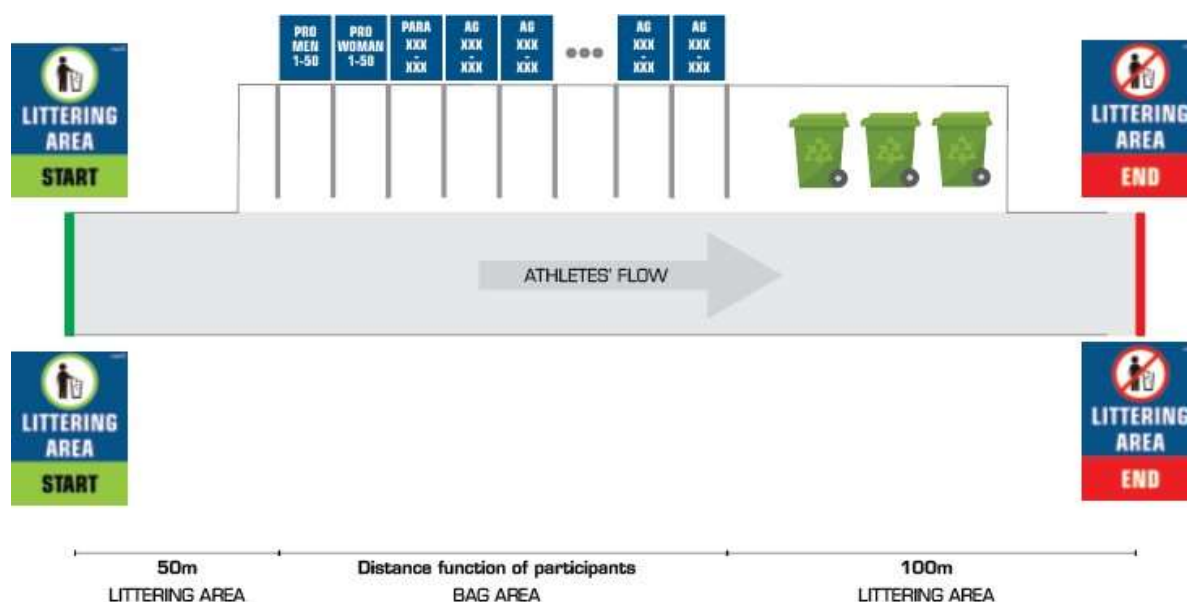 PRO
MEN
1-50
PRO
WOMAN
1-50
PARA
XXX
-
XXX
AG
XXX
-
XXX
AG
XXX
-
XXX
AG
XXX
-
XXX
AG
XXX
-
XXX
LITTERING
AREA
START
LITTERING
AREA
END
ATHLETES' FLOW
LITTERING
AREA
START
LITTERING
AREA
END
50m
LITTERING AREA
Distance function of participants
BAG AREA
100m
LITTERING AREA